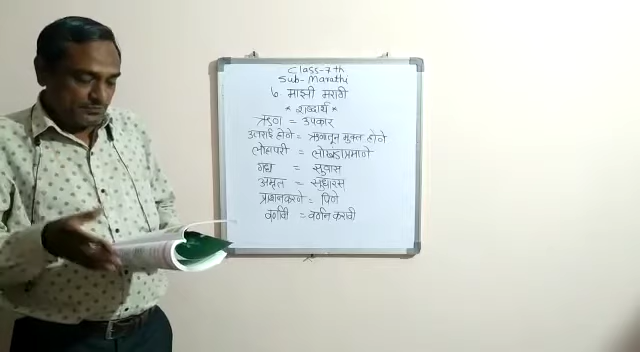 Class-7th
Sub-Marathi
७. माझी मराठी
* शब्दार्थ *
ऋण = उपकार
उतराई होणे = ऋणातून मुक्त होणे
लोहापरी = लोखंडाप्रमाणे
गंध = सुवास
अमृत = सुधारस
प्राशन करणे = पिणे
वर्णावी = वर्णन करावी